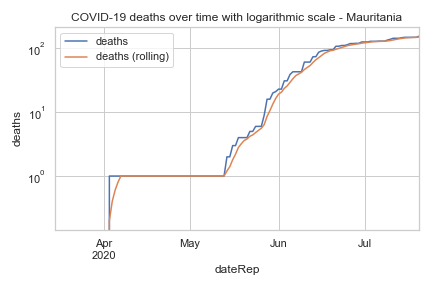 COVID-19 deaths over time with logarithmic scale - Mauritania
deaths
deaths (rolling)
10²
10¹
10⁰
deaths
Apr
2020
May
Jun
Jul
dateRep